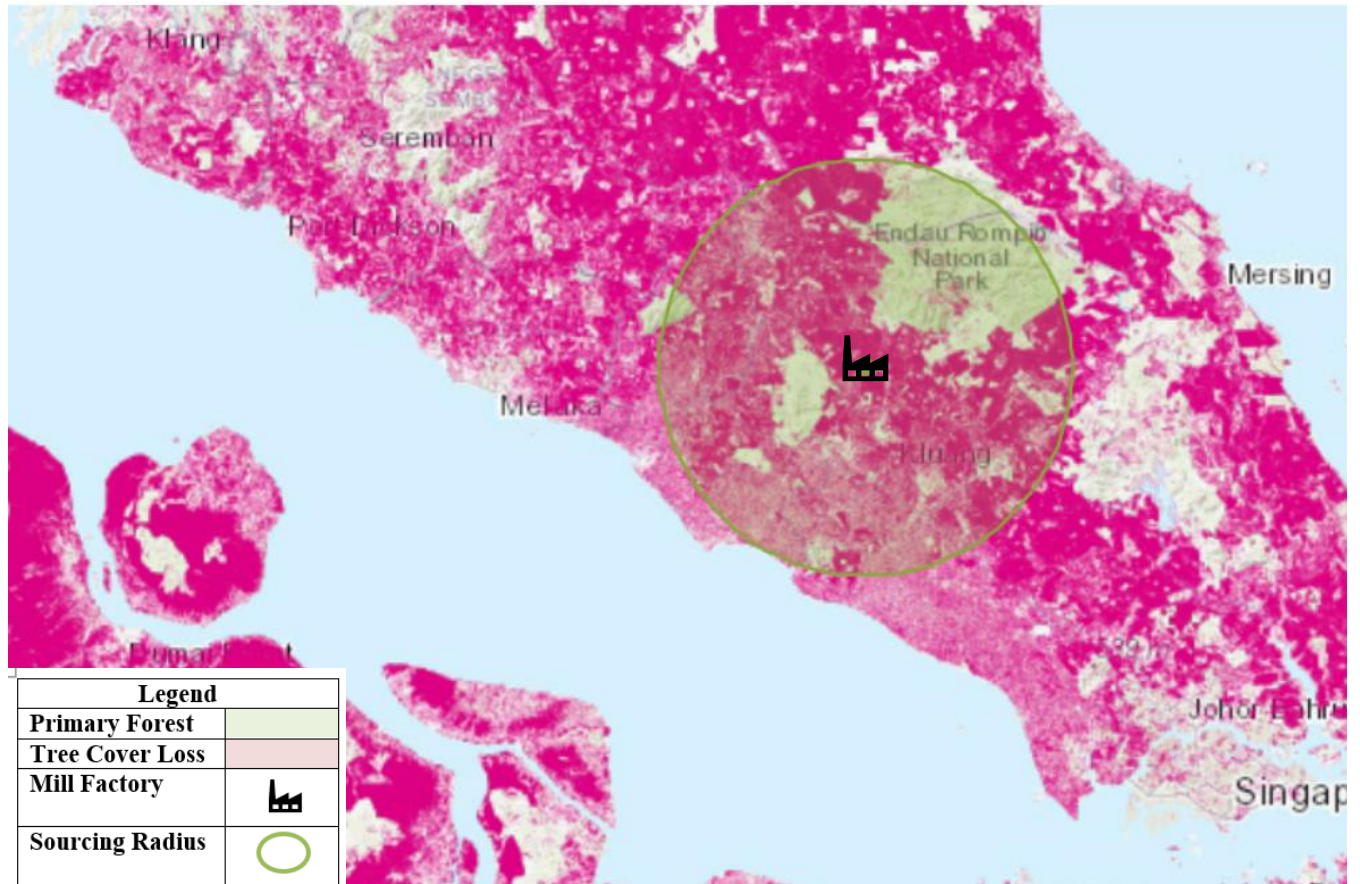 Klang
Seremban
Port Dickson
Endau Rompin
National
Park
Mersing
Melaka
Kluang
Johor Bahru
Singap
Legend
Primary Forest
Tree Cover Loss
Mill Factory
Sourcing Radius